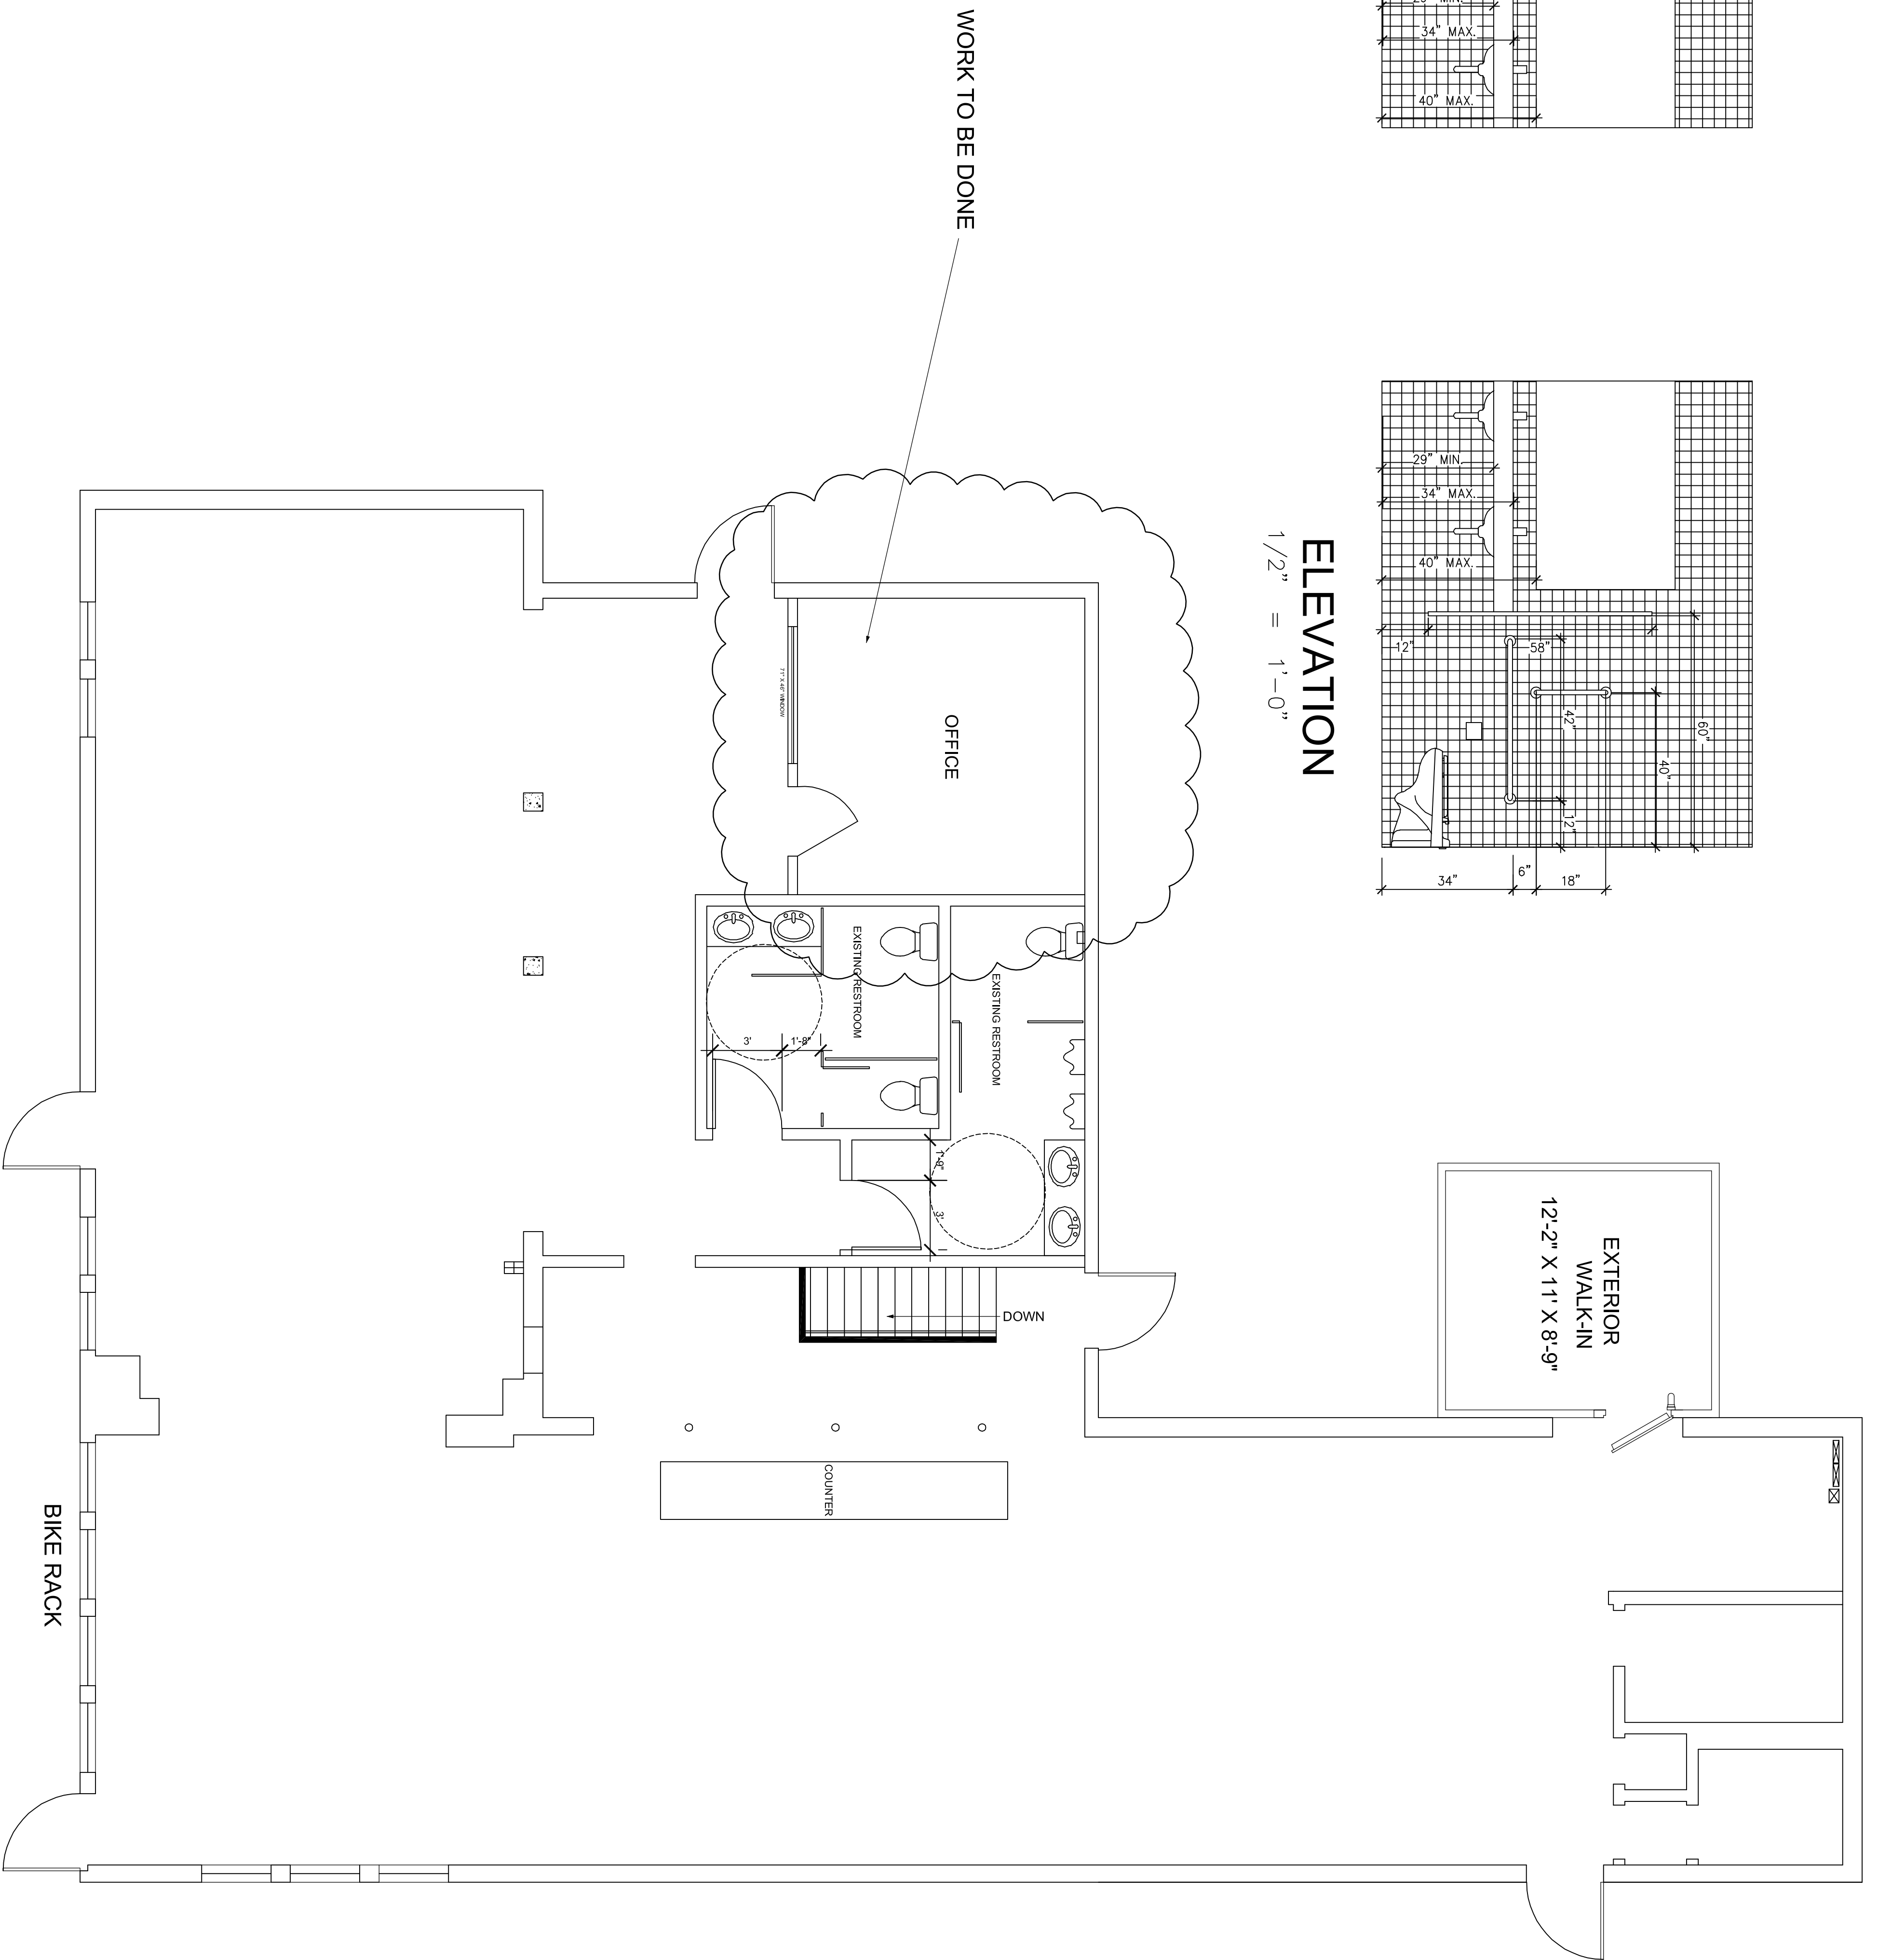 29" MIN.
34" MAX.
40" MAX.
WORK TO BE DONE
29" MIN.
34" MAX.
40" MAX.
12"
58"
42"
12"
60"
40"
34"
6"
18"
ELEVATION
1/2" = 1'-0"
OFFICE
EXISTING RESTROOM
EXISTING RESTROOM
3'
1'-8"
1'-9"
3'
DOWN
EXTERIOR
WALK-IN
12'-2" X 11' X 8'-9"
COUNTER
BIKE RACK